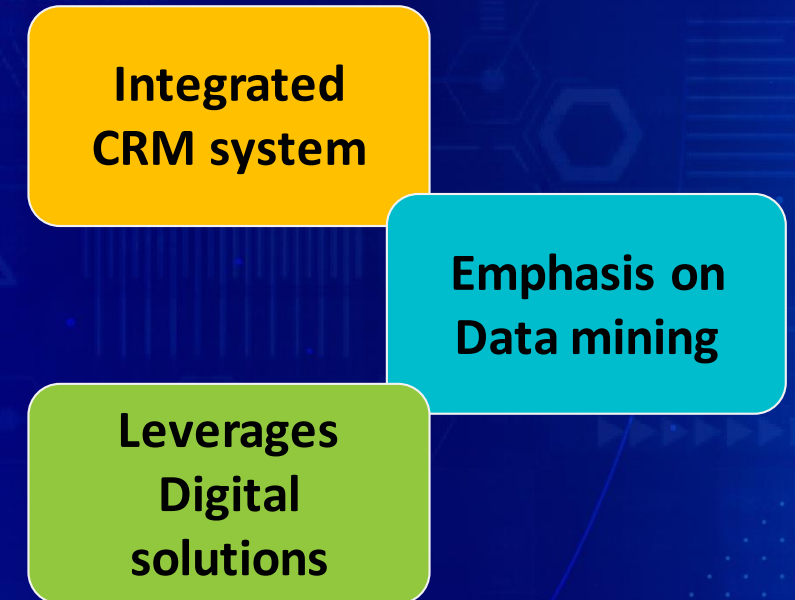 Integrated
CRM system
Emphasis on
Data mining
Leverages
Digital
solutions